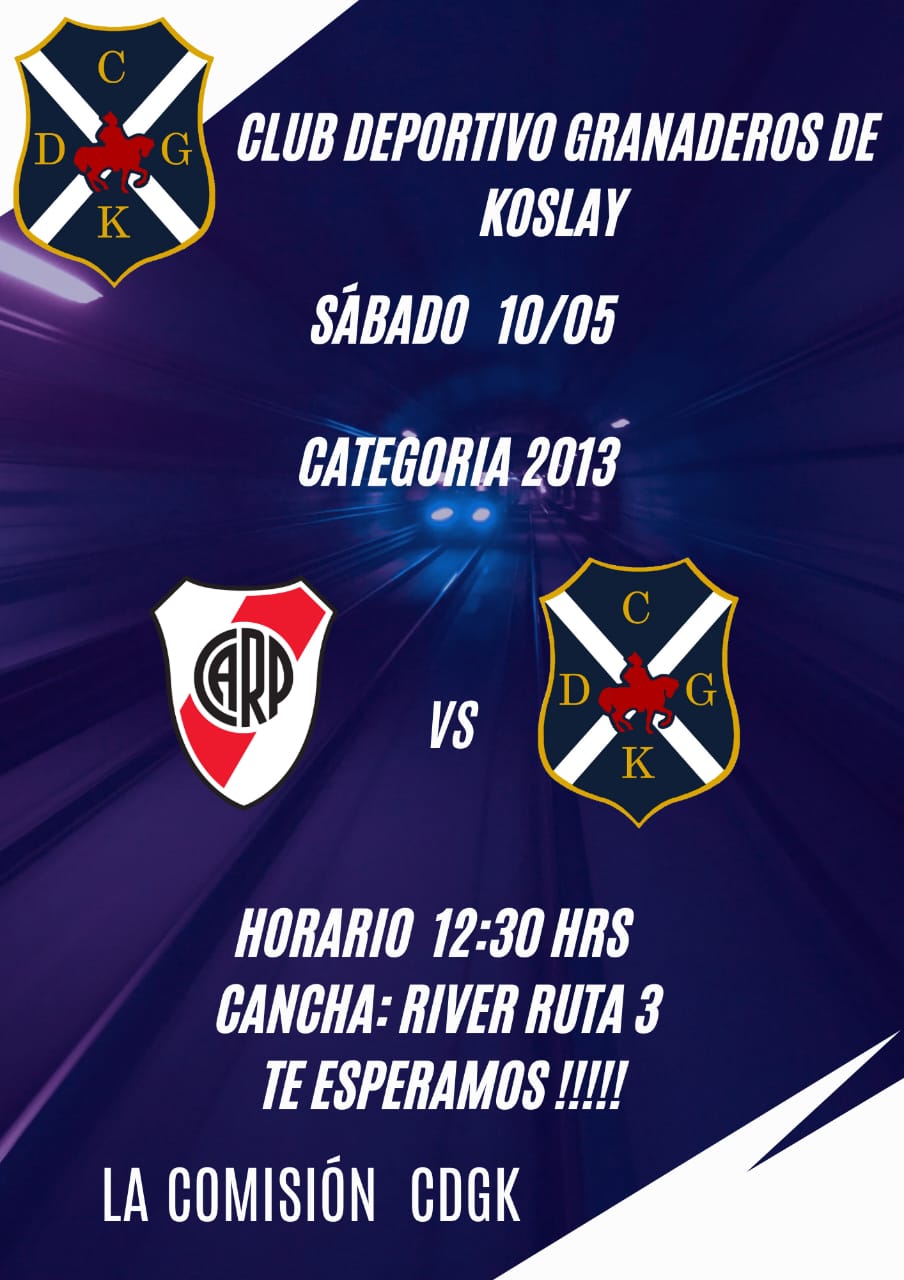 C
D G
K
CLUB DEPORTIVO GRANADEROS DE
KOSLAY
SÁBADO 10/05
CATEGORIA 2013
CARP
VS
C
D G
K
HORARIO 12:30 HRS
CANCHA: RIVER RUTA 3
TE ESPERAMOS !!!!!
LA COMISIÓN CDGK